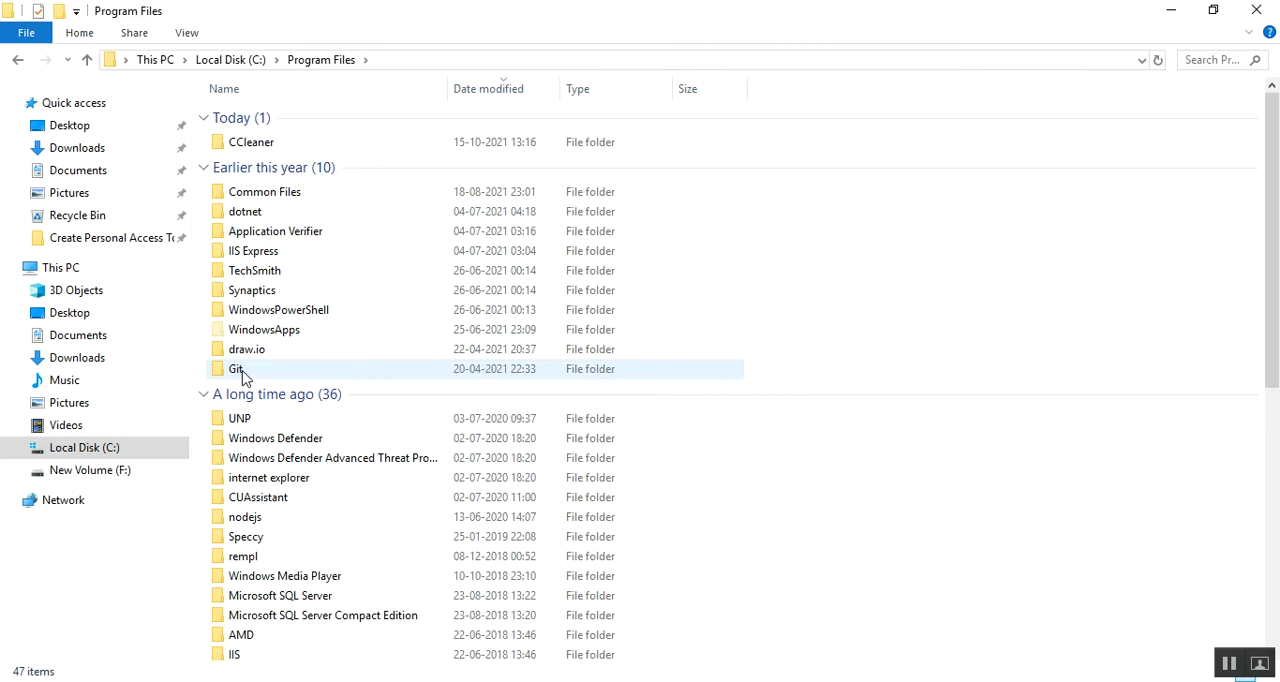 Program Files
File Home Share View
This PC Local Disk (C:) Program Files Search Pr...
Name Date modified Type Size
Quick access
Desktop
Downloads
Documents
Pictures
Recycle Bin
Create Personal Access To
This PC
3D Objects
Desktop
Documents
Downloads
Music
Pictures
Videos
Local Disk (C:)
New Volume (F:)
Network
Today (1)
CCleaner 15-10-2021 13:16 File folder
Earlier this year (10)
Common Files 18-08-2021 23:01 File folder
dotnet 04-07-2021 04:18 File folder
Application Verifier 04-07-2021 03:16 File folder
IIS Express 04-07-2021 03:04 File folder
TechSmith 26-06-2021 00:14 File folder
Synaptics 26-06-2021 00:14 File folder
WindowsPowerShell 26-06-2021 00:13 File folder
WindowsApps 25-06-2021 23:09 File folder
draw.io 22-04-2021 20:37 File folder
Git 20-04-2021 22:33 File folder
A long time ago (36)
UNP 03-07-2020 09:37 File folder
Windows Defender 02-07-2020 18:20 File folder
Windows Defender Advanced Threat Pro... 02-07-2020 18:20 File folder
internet explorer 02-07-2020 18:20 File folder
CUAssistant 02-07-2020 11:00 File folder
nodejs 13-06-2020 14:07 File folder
Speccy 25-01-2019 22:08 File folder
rempl 08-12-2018 00:52 File folder
Windows Media Player 10-10-2018 23:10 File folder
Microsoft SQL Server 23-08-2018 13:22 File folder
Microsoft SQL Server Compact Edition 23-08-2018 13:20 File folder
AMD 22-06-2018 13:46 File folder
IIS 22-06-2018 13:46 File folder
47 items